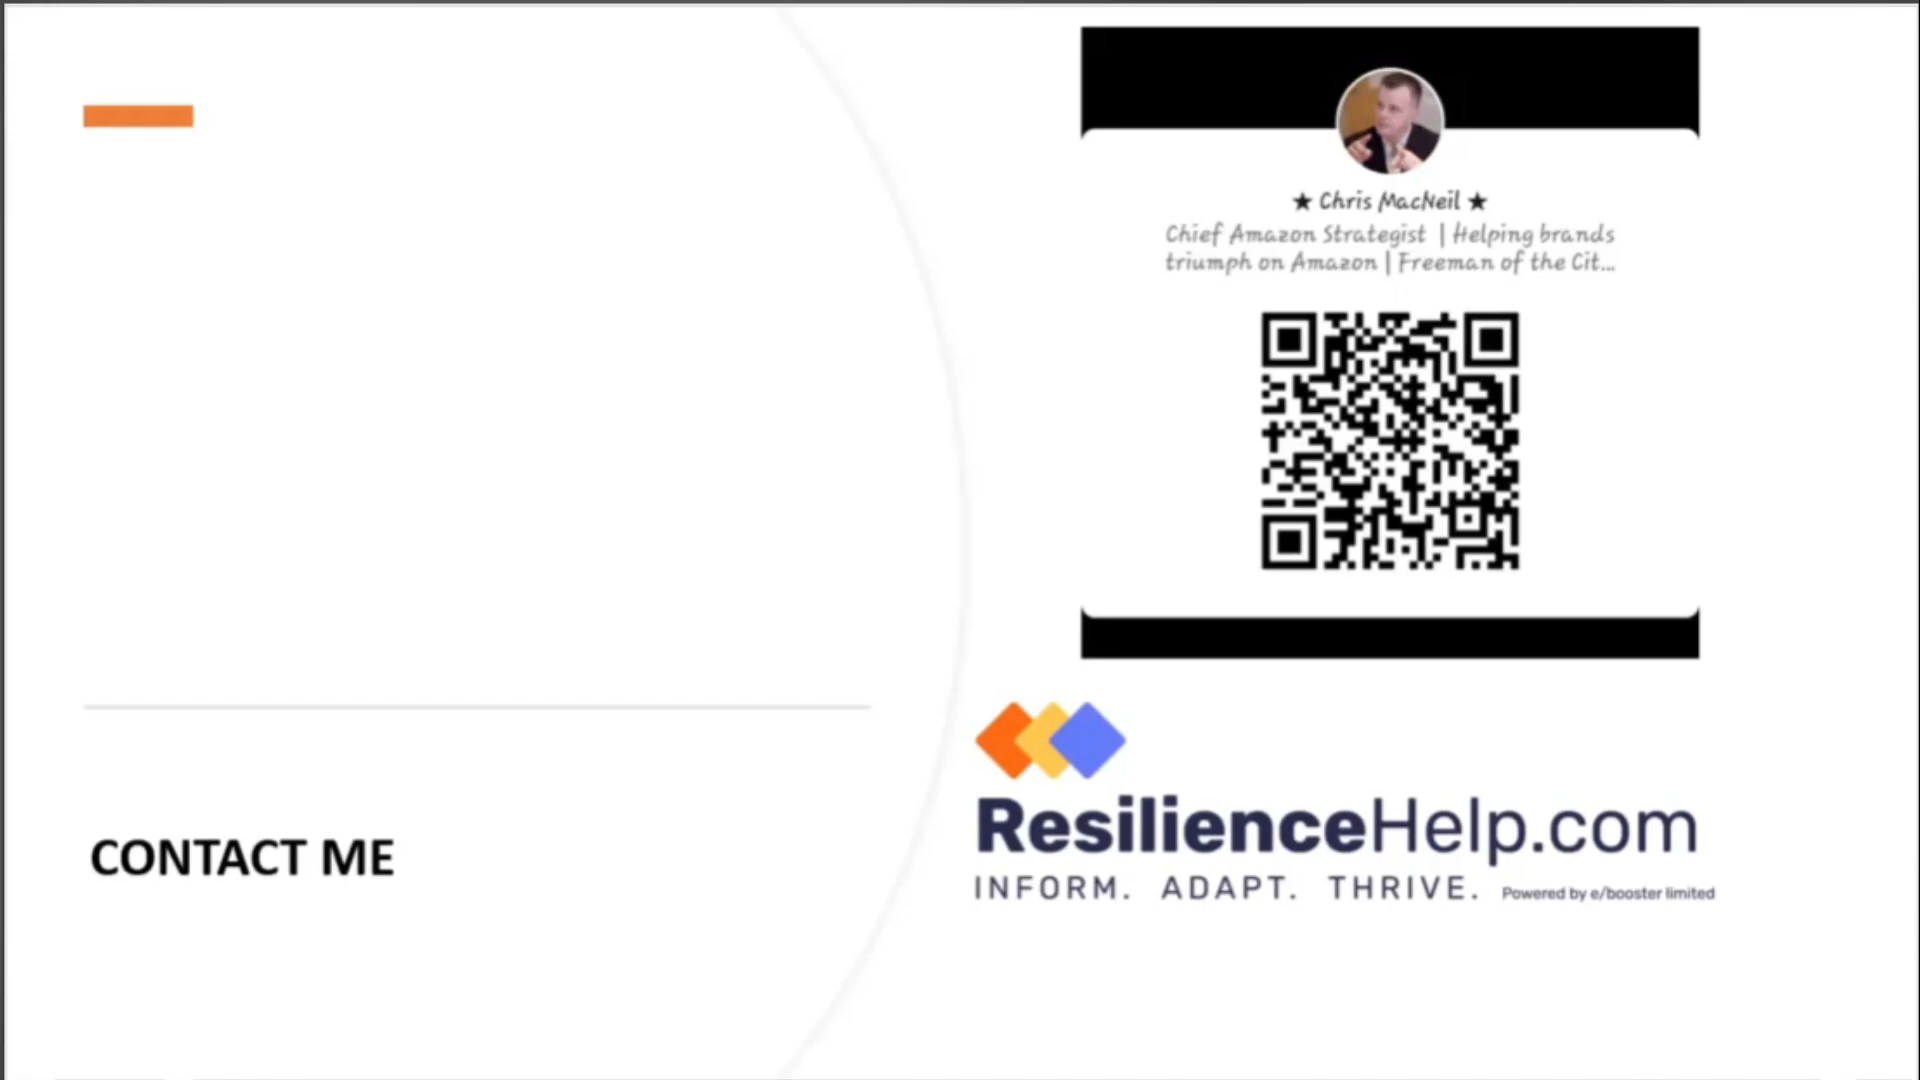 ★ Chris MacNeil ★
Chief Amazon Strategist | Helping brands
triumph on Amazon | Freeman of the Cit...
CONTACT ME
ResilienceHelp.com
INFORM. ADAPT. THRIVE. Powered by e/booster limited